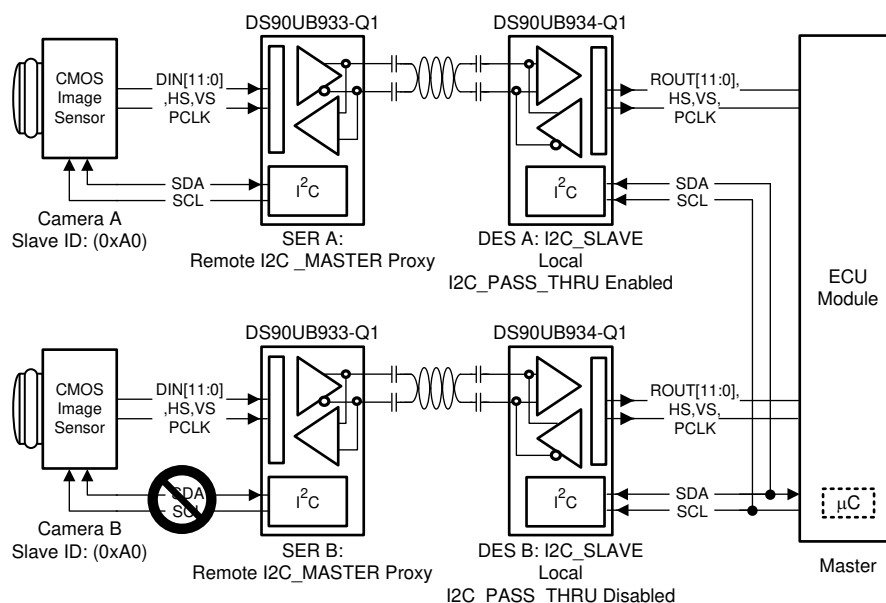 DS90UB933-Q1
DS90UB934-Q1
CMOS
Image
Sensor
DIN[11:0]
,HS,VS
PCLK
ROUT[11:0],
HS,VS,
PCLK
SDA
SCL
I2C
I2C
SDA
SCL
Camera A
Slave ID: (0xA0)
SER A:
Remote I2C _MASTER Proxy
DES A: I2C_SLAVE
Local
I2C_PASS_THRU Enabled
ECU
Module
DS90UB933-Q1
DS90UB934-Q1
CMOS
Image
Sensor
DIN[11:0]
,HS,VS
PCLK
ROUT[11:0],
HS,VS,
PCLK
SDA
SCL
I2C
I2C
SDA
SCL
µC
Camera B
Slave ID: (0xA0)
SER B:
Remote I2C_MASTER Proxy
DES B: I2C_SLAVE
Local
I2C_PASS_THRU Disabled
Master